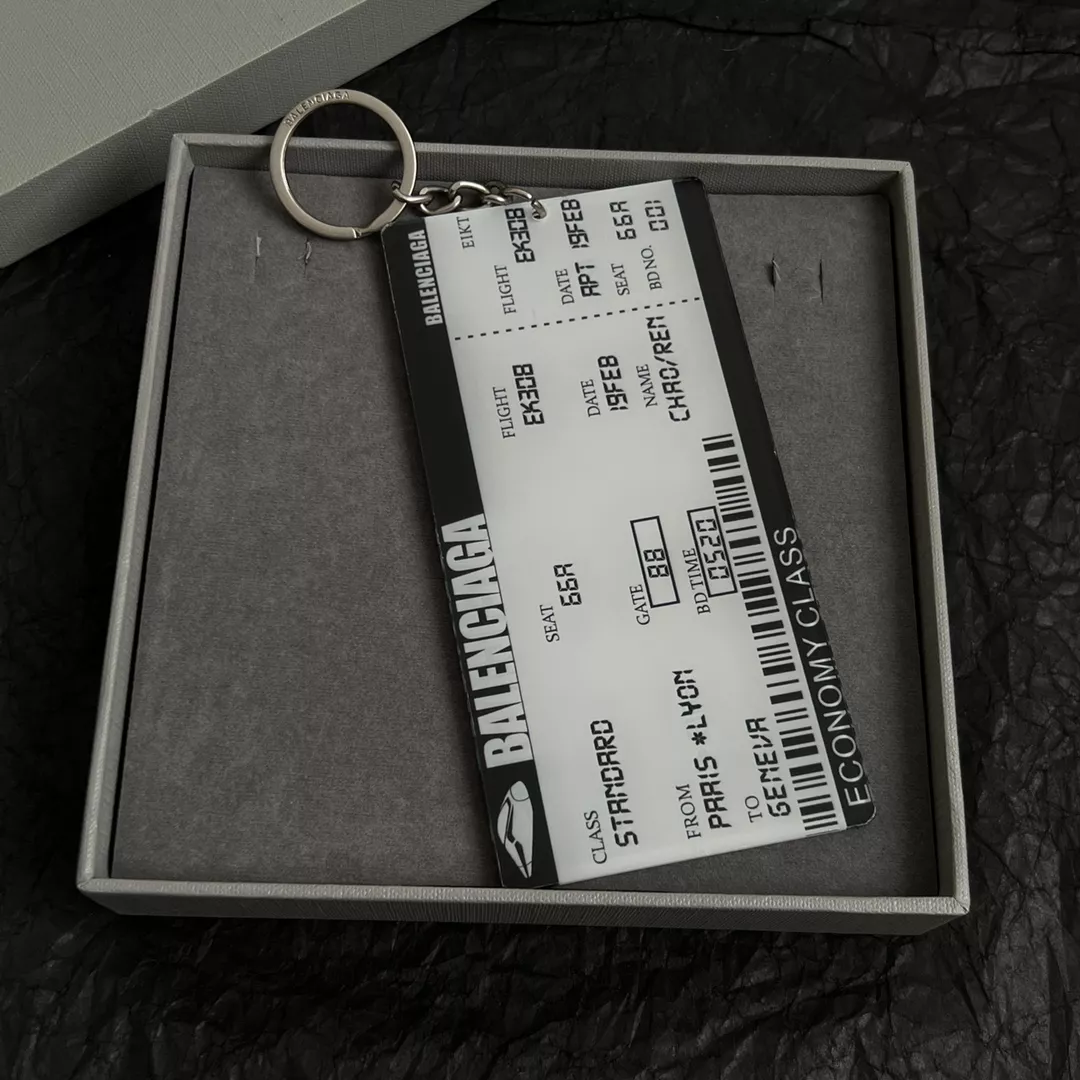 BALENCIAGA
BALENCIAGA
EIKT
FLIGHT
EK308
DATE
APT 19FEB
SEAT
66A
BD NO.
001
BALENCIAGA
FLIGHT
EK308
DATE
19FEB
NAME
CHAO/REN
SEAT
66A
GATE
88
BD TIME
0520
CLASS
STANDARD
FROM
PARIS *LYON
TO
GENEVA
ECONOMY CLASS